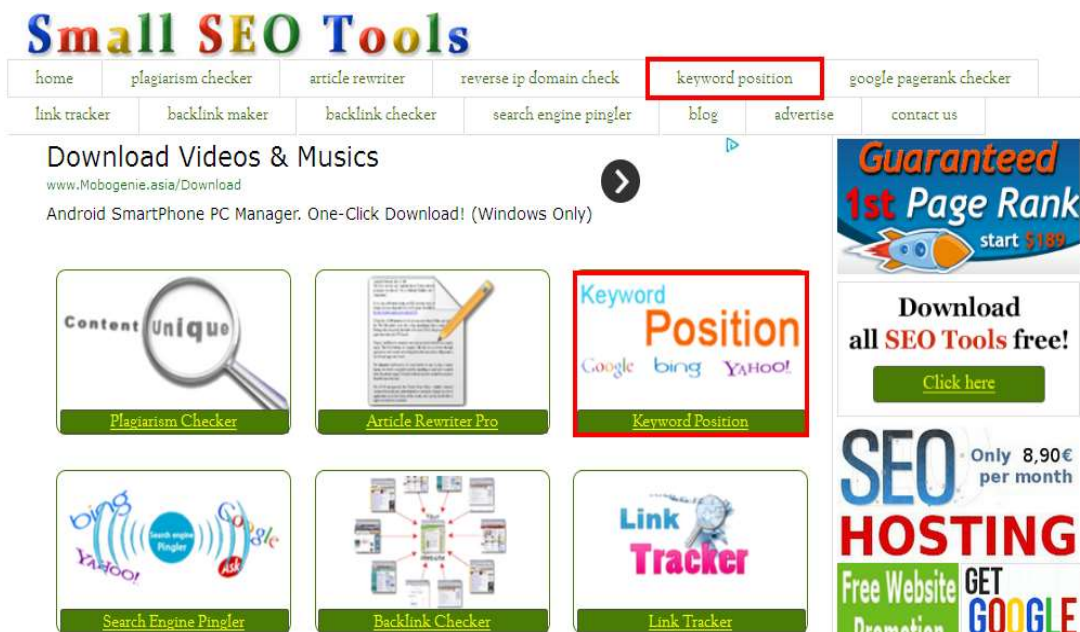 Small SEO Tools
home plagiarism checker article rewriter reverse ip domain check keyword position google pagerank checker
link tracker backlink maker backlink checker search engine pingler blog advertise contact us
Download Videos & Musics
www.Mobogenie.asia/Download
Android SmartPhone PC Manager. One-Click Download! (Windows Only)
Guaranteed
1st Page Rank
start $189
Content Unique
Plagiarism Checker
Article Rewriter Pro
Keyword
Position
Google bing YAHOO!
Keyword Position
Download
all SEO Tools free!
Click here
bing Google
Search engine
Pingler
YAHOO! Ask
Search Engine Pingler
Backlink Checker
Link
Tracker
Link Tracker
SEO Only 8,90€
per month
HOSTING
Free Website
Promotion
GET
GOOGLE